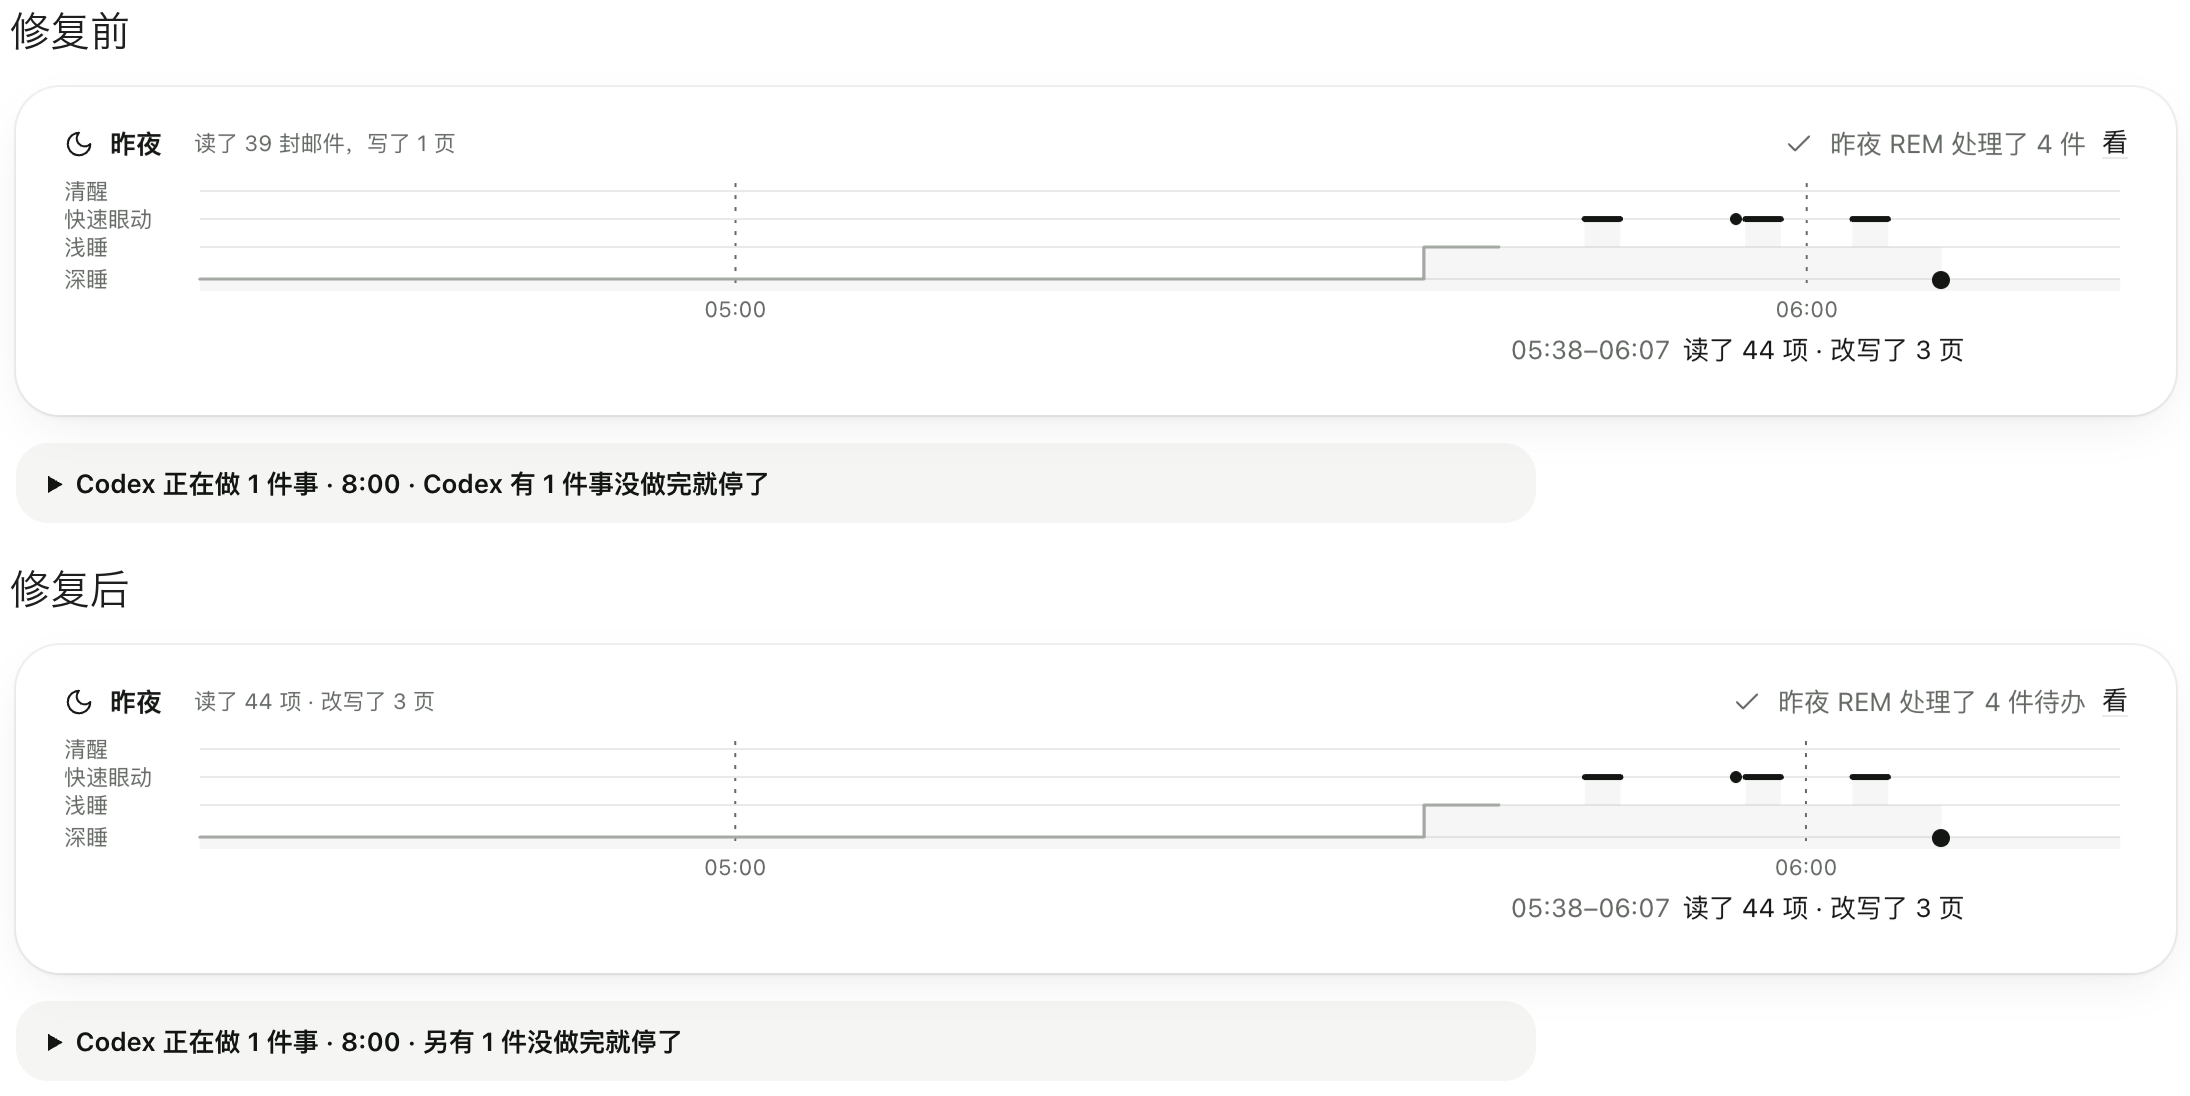 修复前
昨夜 读了 39 封邮件，写了 1 页 昨夜 REM 处理了 4 件 看
清醒
快速眼动
浅睡
深睡
05:00 06:00
05:38–06:07 读了 44 项 · 改写了 3 页
Codex 正在做 1 件事 · 8:00 · Codex 有 1 件事没做完就停了
修复后
昨夜 读了 44 项 · 改写了 3 页 昨夜 REM 处理了 4 件待办 看
清醒
快速眼动
浅睡
深睡
05:00 06:00
05:38–06:07 读了 44 项 · 改写了 3 页
Codex 正在做 1 件事 · 8:00 · 另有 1 件没做完就停了